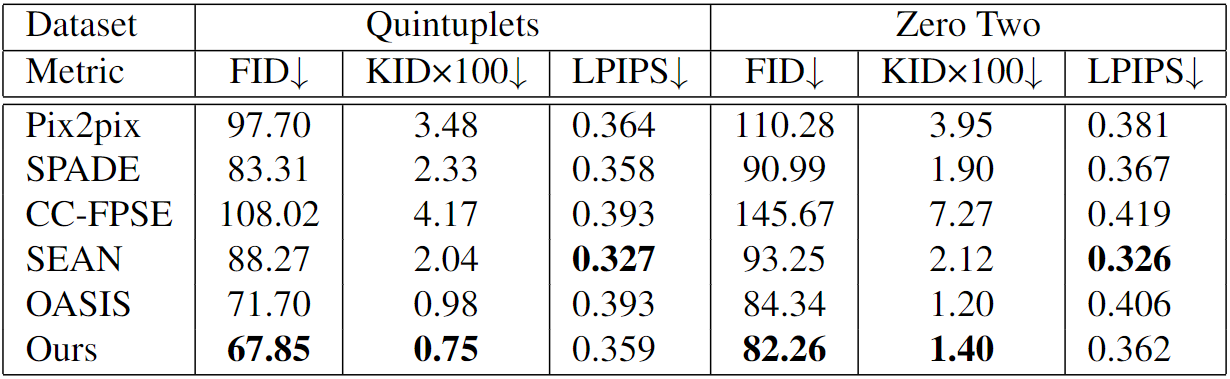 Dataset Quintuplets Zero Two
Metric FID↓ KID×100↓ LPIPS↓ FID↓ KID×100↓ LPIPS↓
Pix2pix 97.70 3.48 0.364 110.28 3.95 0.381
SPADE 83.31 2.33 0.358 90.99 1.90 0.367
CC-FPSE 108.02 4.17 0.393 145.67 7.27 0.419
SEAN 88.27 2.04 0.327 93.25 2.12 0.326
OASIS 71.70 0.98 0.393 84.34 1.20 0.406
Ours 67.85 0.75 0.359 82.26 1.40 0.362